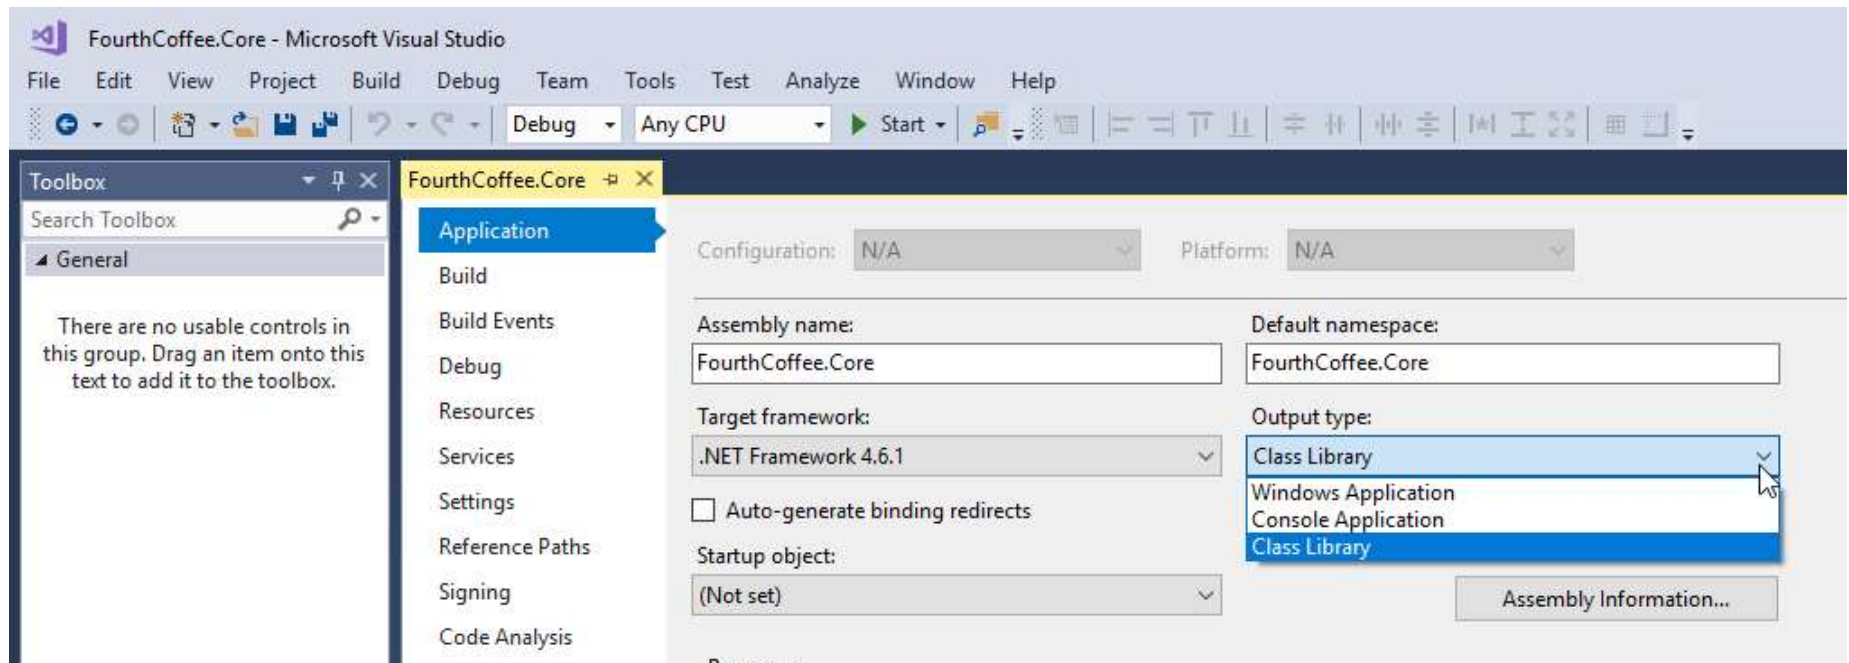 FourthCoffee.Core - Microsoft Visual Studio
File Edit View Project Build Debug Team Tools Test Analyze Window Help
Debug Any CPU Start
Toolbox
Search Toolbox
General
There are no usable controls in
this group. Drag an item onto this
text to add it to the toolbox.
FourthCoffee.Core
Application
Build
Build Events
Debug
Resources
Services
Settings
Reference Paths
Signing
Code Analysis
Configuration: N/A Platform: N/A
Assembly name:
FourthCoffee.Core
Default namespace:
FourthCoffee.Core
Target framework:
.NET Framework 4.6.1
Output type:
Class Library
Windows Application
Console Application
Class Library
Auto-generate binding redirects
Startup object:
(Not set)
Assembly Information...